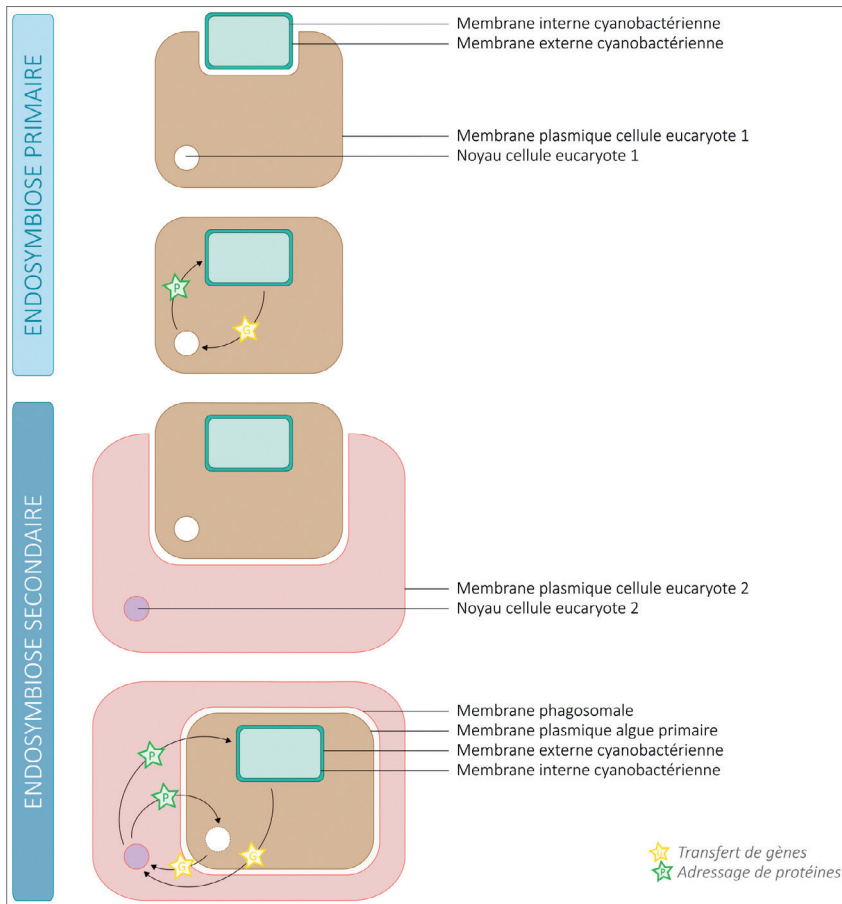 ENDOSYMBIOSE PRIMAIRE
Membrane interne cyanobactérienne
Membrane externe cyanobactérienne
Membrane plasmique cellule eucaryote 1
Noyau cellule eucaryote 1
P
G
ENDOSYMBIOSE SECONDAIRE
Membrane plasmique cellule eucaryote 2
Noyau cellule eucaryote 2
Membrane phagosomale
Membrane plasmique algue primaire
Membrane externe cyanobactérienne
Membrane interne cyanobactérienne
P
P
G
G
G Transfert de gènes
P Adressage de protéines